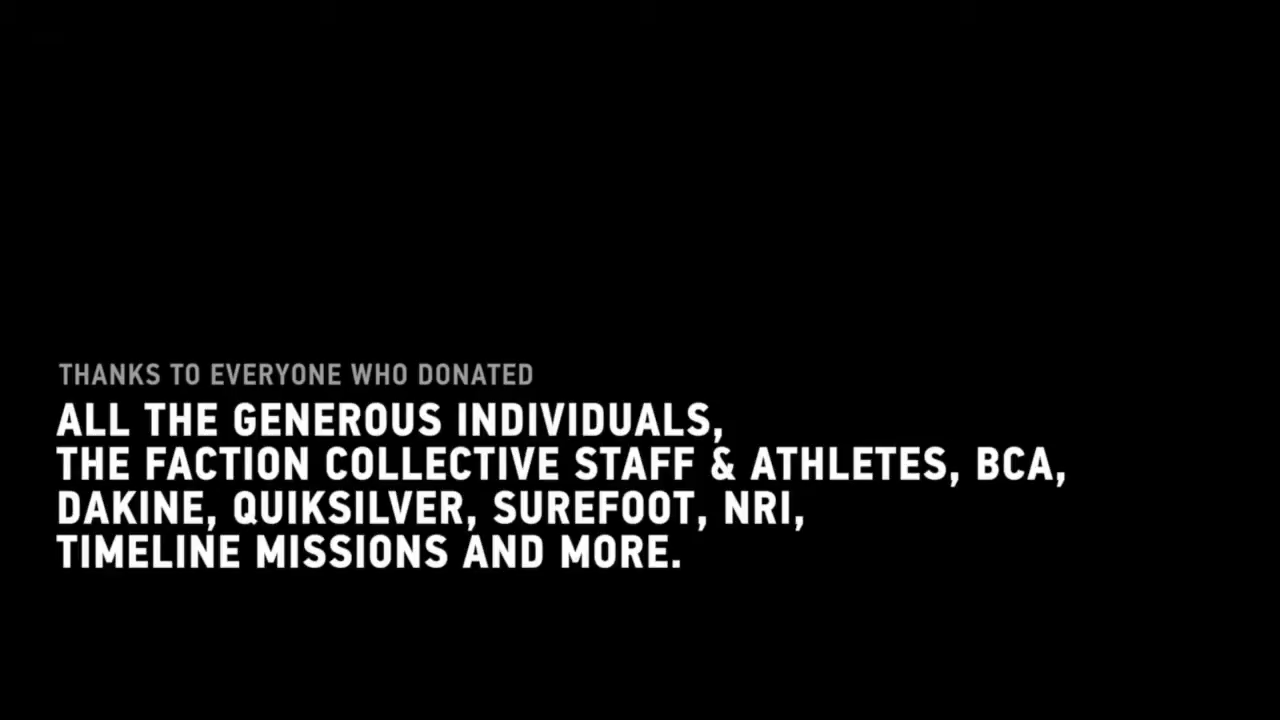 THANKS TO EVERYONE WHO DONATED
ALL THE GENEROUS INDIVIDUALS,
THE FACTION COLLECTIVE STAFF & ATHLETES, BCA,
DAKINE, QUIKSILVER, SUREFOOT, NRI,
TIMELINE MISSIONS AND MORE.